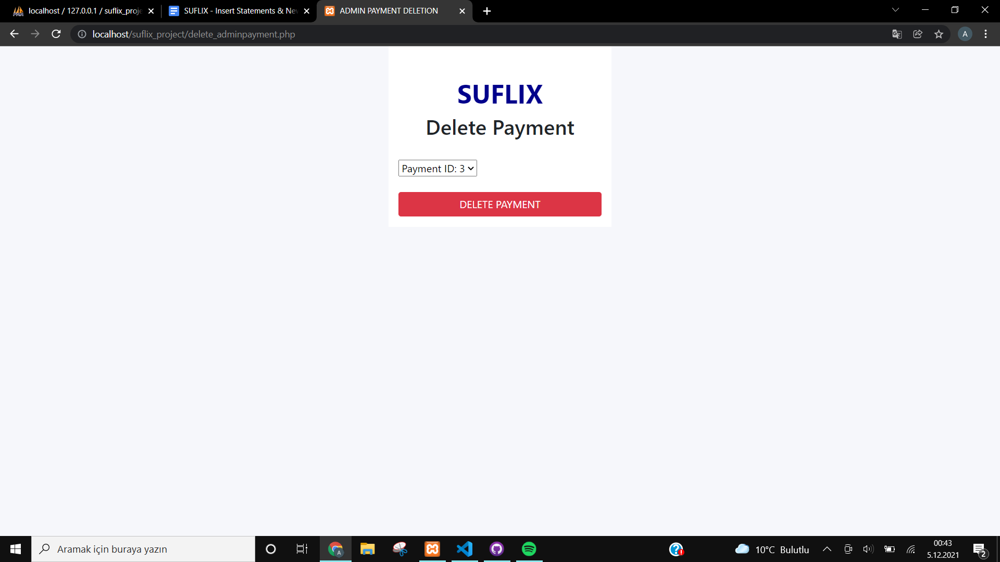 localhost / 127.0.0.1 / suflix_proje
SUFLIX - Insert Statements & Ne
ADMIN PAYMENT DELETION
localhost/suflix_project/delete_adminpayment.php
A
SUFLIX
Delete Payment
Payment ID: 3
DELETE PAYMENT
Aramak için buraya yazın
A
10°C Bulutlu
00:43
5.12.2021
2